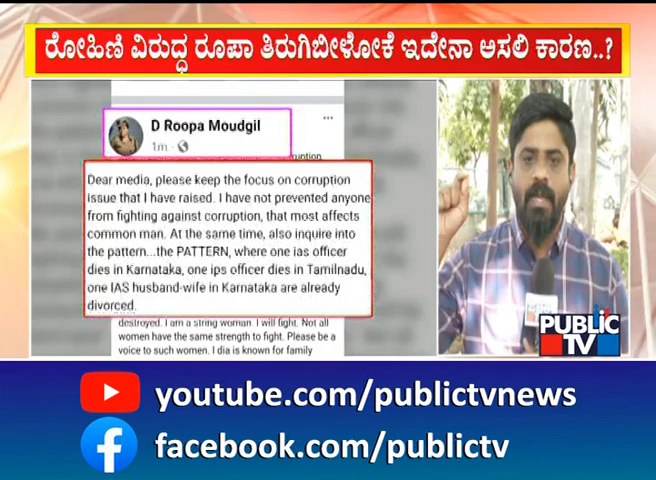 ರೋಹಿಣಿ ವಿರುದ್ಧ ರೂಪಾ ತಿರುಗಿಬೀಳೋಕೆ ಇದೇನಾ ಅಸಲಿ ಕಾರಣ..?
D Roopa Moudgil
1m ·
Dear media, please keep the focus on corruption
issue that I have raised. I have not prevented anyone
from fighting against corruption, that most affects
common man. At the same time, also inquire into
the pattern...the PATTERN, where one ias officer
dies in Karnataka, one ips officer dies in Tamilnadu,
one IAS husband-wife in Karnataka are already
divorced.
destroyed. I am a string woman. I will fight. Not all
women have the same strength to fight. Please be a
voice to such women. I dia is known for family
PUBLIC
TV
youtube.com/publictvnews
facebook.com/publictv